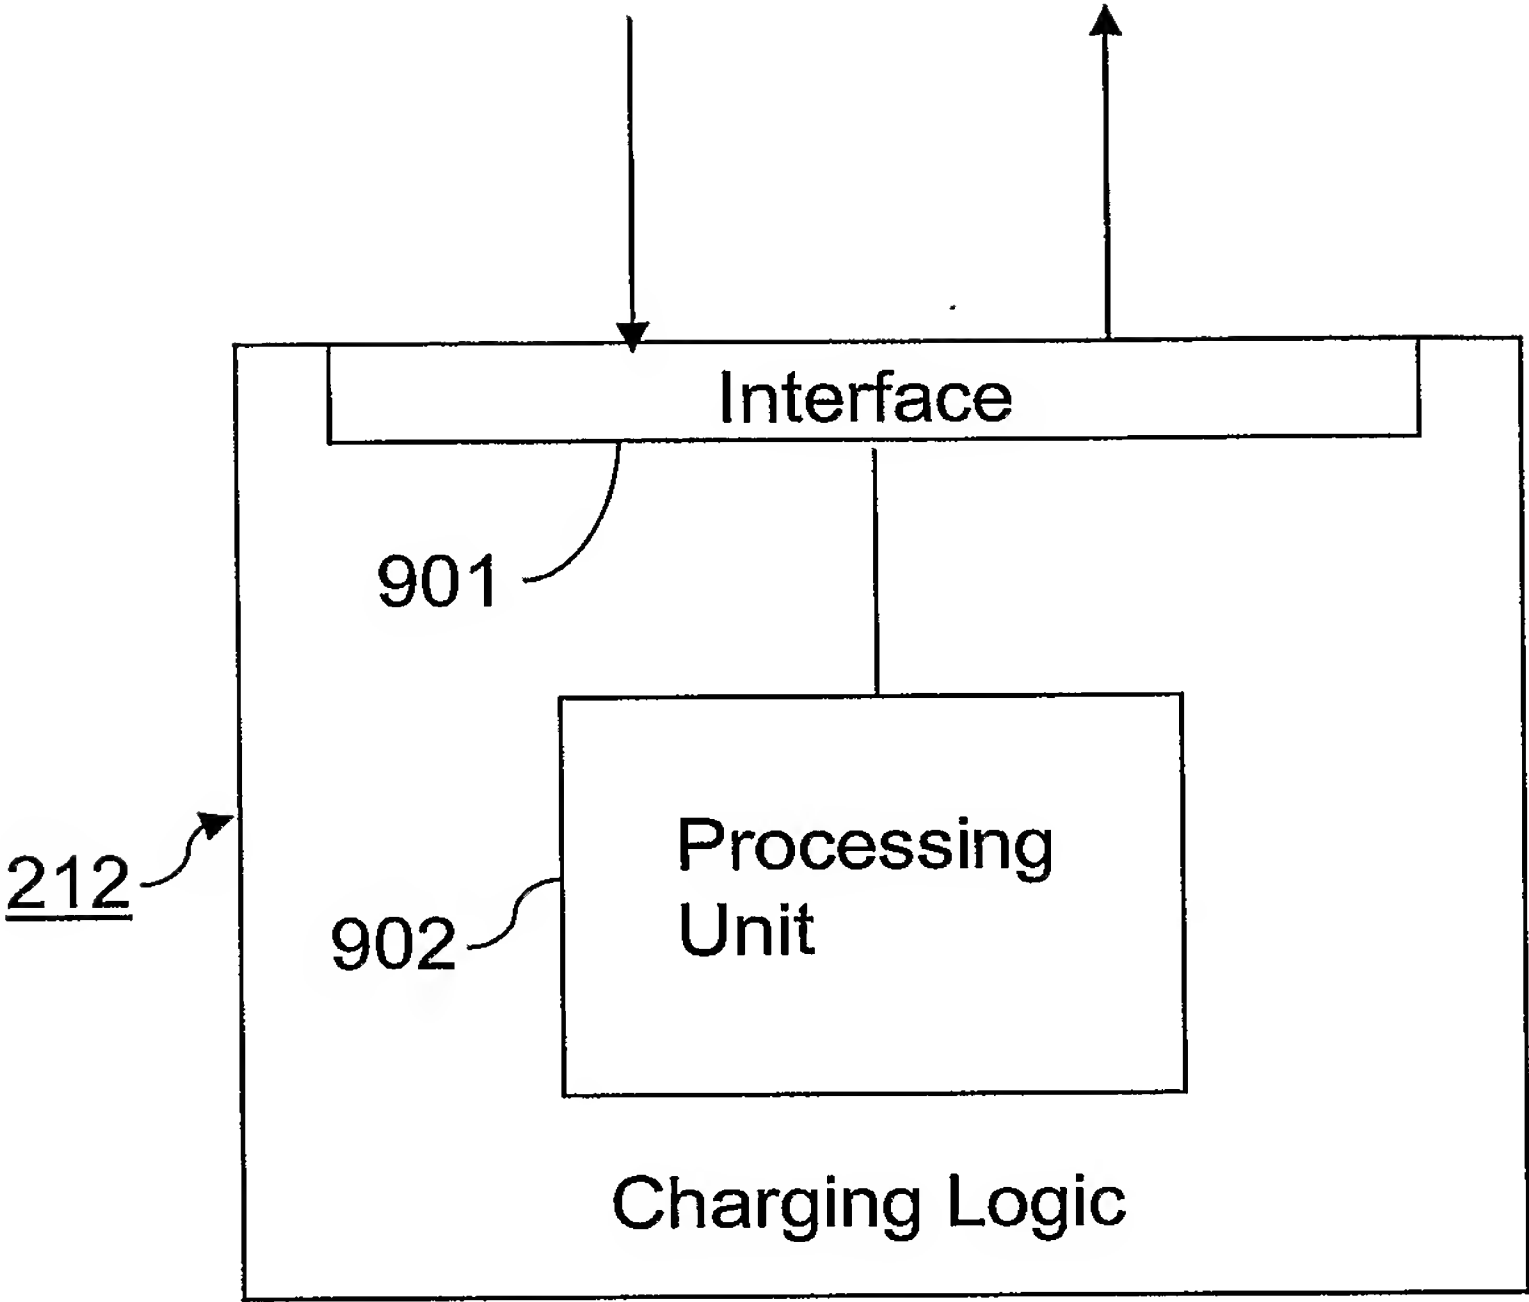 Interface
901
Processing
Unit
212
902
Charging Logic